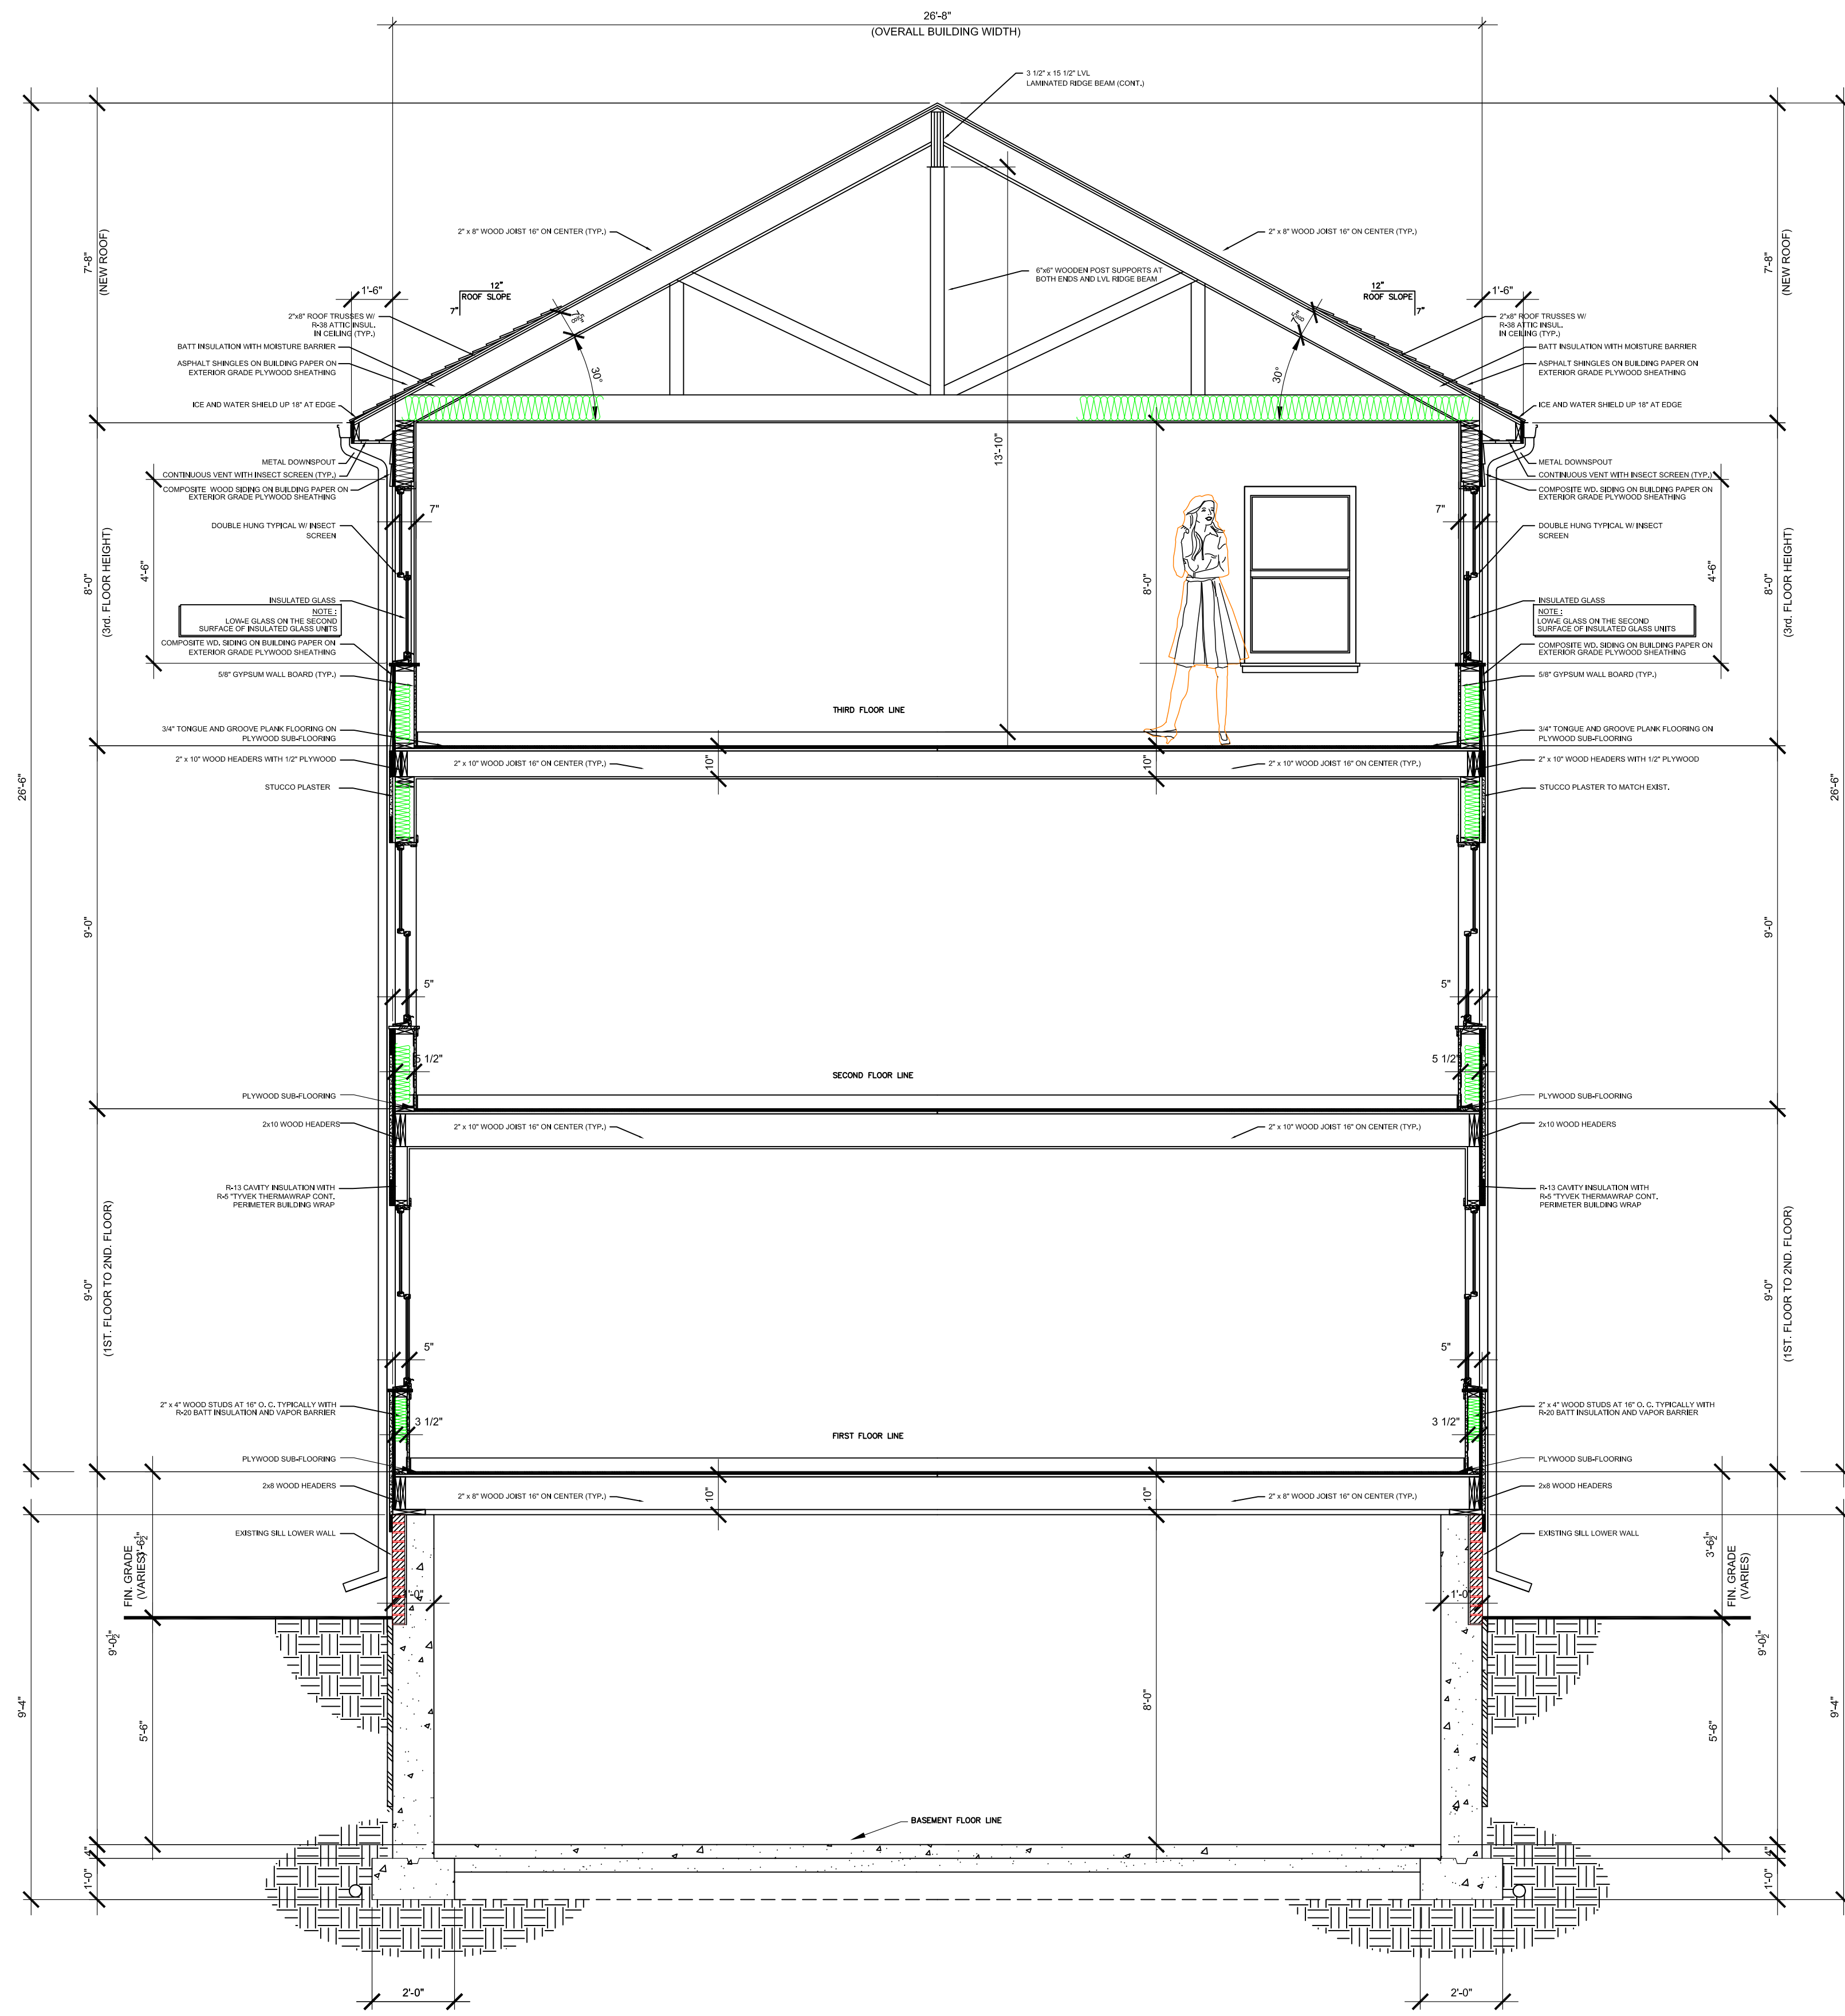 26'-8"
(OVERALL BUILDING WIDTH)
3 1/2" x 15 1/2" LVL
LAMINATED RIDGE BEAM (CONT.)
2" x 8" WOOD JOIST 16" ON CENTER (TYP.)
2" x 8" WOOD JOIST 16" ON CENTER (TYP.)
7'-8"
(NEW ROOF)
7'-8"
(NEW ROOF)
6"x6" WOODEN POST SUPPORTS AT
BOTH ENDS AND LVL RIDGE BEAM
1'-6"
12"
ROOF SLOPE
7"
12"
ROOF SLOPE
7"
1'-6"
2"x8" ROOF TRUSSES W/
R-38 ATTIC INSUL.
IN CEILING (TYP.)
BATT INSULATION WITH MOISTURE BARRIER
ASPHALT SHINGLES ON BUILDING PAPER ON
EXTERIOR GRADE PLYWOOD SHEATHING
ICE AND WATER SHIELD UP 18" AT EDGE
30°
30°
2"x8" ROOF TRUSSES W/
R-38 ATTIC INSUL.
IN CEILING (TYP.)
BATT INSULATION WITH MOISTURE BARRIER
ASPHALT SHINGLES ON BUILDING PAPER ON
EXTERIOR GRADE PLYWOOD SHEATHING
ICE AND WATER SHIELD UP 18" AT EDGE
13'-10"
METAL DOWNSPOUT
CONTINUOUS VENT WITH INSECT SCREEN (TYP.)
COMPOSITE WOOD SIDING ON BUILDING PAPER ON
EXTERIOR GRADE PLYWOOD SHEATHING
7"
DOUBLE HUNG TYPICAL W/ INSECT
SCREEN
METAL DOWNSPOUT
CONTINUOUS VENT WITH INSECT SCREEN (TYP.)
COMPOSITE WD. SIDING ON BUILDING PAPER ON
EXTERIOR GRADE PLYWOOD SHEATHING
7"
DOUBLE HUNG TYPICAL W/ INSECT
SCREEN
8'-0"
(3rd. FLOOR HEIGHT)
4'-6"
8'-0"
4'-6"
8'-0"
(3rd. FLOOR HEIGHT)
INSULATED GLASS
NOTE :
LOW-E GLASS ON THE SECOND
SURFACE OF INSULATED GLASS UNITS
COMPOSITE WD. SIDING ON BUILDING PAPER ON
EXTERIOR GRADE PLYWOOD SHEATHING
5/8" GYPSUM WALL BOARD (TYP.)
INSULATED GLASS
NOTE :
LOW-E GLASS ON THE SECOND
SURFACE OF INSULATED GLASS UNITS
COMPOSITE WD. SIDING ON BUILDING PAPER ON
EXTERIOR GRADE PLYWOOD SHEATHING
5/8" GYPSUM WALL BOARD (TYP.)
THIRD FLOOR LINE
3/4" TONGUE AND GROOVE PLANK FLOORING ON
PLYWOOD SUB-FLOORING
2" x 10" WOOD HEADERS WITH 1/2" PLYWOOD
2" x 10" WOOD JOIST 16" ON CENTER (TYP.)
10"
10"
2" x 10" WOOD JOIST 16" ON CENTER (TYP.)
3/4" TONGUE AND GROOVE PLANK FLOORING ON
PLYWOOD SUB-FLOORING
2" x 10" WOOD HEADERS WITH 1/2" PLYWOOD
STUCCO PLASTER
STUCCO PLASTER TO MATCH EXIST.
26'-6"
26'-6"
9'-0"
9'-0"
5"
5"
5 1/2"
5 1/2"
SECOND FLOOR LINE
PLYWOOD SUB-FLOORING
PLYWOOD SUB-FLOORING
2x10 WOOD HEADERS
2" x 10" WOOD JOIST 16" ON CENTER (TYP.)
2" x 10" WOOD JOIST 16" ON CENTER (TYP.)
2x10 WOOD HEADERS
R-13 CAVITY INSULATION WITH
R-5 "TYVEK THERMAWRAP CONT.
PERIMETER BUILDING WRAP
R-13 CAVITY INSULATION WITH
R-5 "TYVEK THERMAWRAP CONT.
PERIMETER BUILDING WRAP
9'-0"
(1ST. FLOOR TO 2ND. FLOOR)
9'-0"
(1ST. FLOOR TO 2ND. FLOOR)
5"
5"
2" x 4" WOOD STUDS AT 16" O. C. TYPICALLY WITH
R-20 BATT INSULATION AND VAPOR BARRIER
3 1/2"
3 1/2"
2" x 4" WOOD STUDS AT 16" O. C. TYPICALLY WITH
R-20 BATT INSULATION AND VAPOR BARRIER
FIRST FLOOR LINE
PLYWOOD SUB-FLOORING
PLYWOOD SUB-FLOORING
2x8 WOOD HEADERS
2" x 8" WOOD JOIST 16" ON CENTER (TYP.)
10"
10"
2" x 8" WOOD JOIST 16" ON CENTER (TYP.)
2x8 WOOD HEADERS
EXISTING SILL LOWER WALL
EXISTING SILL LOWER WALL
3'-6½"
FIN. GRADE
(VARIES)
3'-6½"
FIN. GRADE
(VARIES)
1'-0"
1'-0"
9'-0½"
9'-0½"
9'-4"
5'-6"
8'-0"
5'-6"
9'-4"
BASEMENT FLOOR LINE
4"
4"
1'-0"
1'-0"
2'-0"
2'-0"